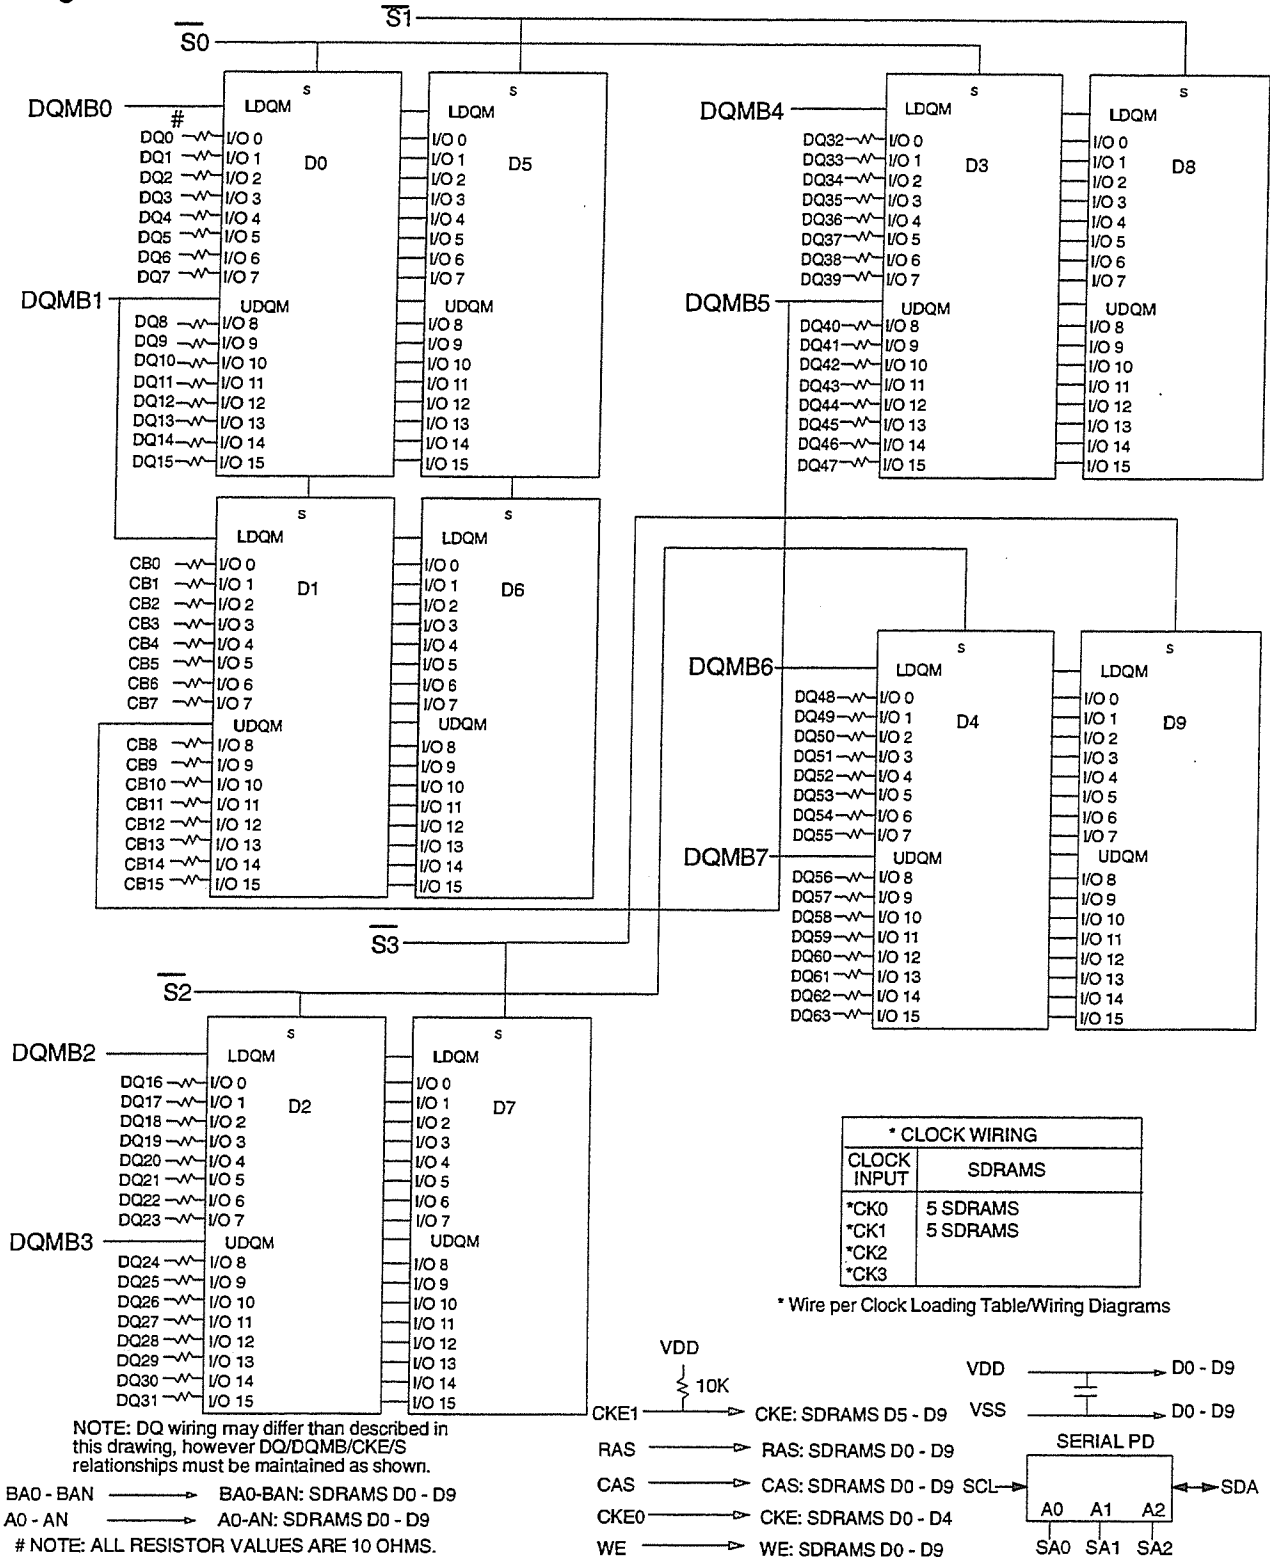 S1
S0
S
S
S
S
DQMB0
#
LDQM
LDQM
DQMB4
LDQM
LDQM
D0
D5
D3
D8
DQ0 I/O 0 I/O 0 DQ32 I/O 0 I/O 0
DQ1 I/O 1 I/O 1 DQ33 I/O 1 I/O 1
DQ2 I/O 2 I/O 2 DQ34 I/O 2 I/O 2
DQ3 I/O 3 I/O 3 DQ35 I/O 3 I/O 3
DQ4 I/O 4 I/O 4 DQ36 I/O 4 I/O 4
DQ5 I/O 5 I/O 5 DQ37 I/O 5 I/O 5
DQ6 I/O 6 I/O 6 DQ38 I/O 6 I/O 6
DQ7 I/O 7 I/O 7 DQ39 I/O 7 I/O 7
DQMB1 UDQM UDQM DQMB5 UDQM UDQM
DQ8 I/O 8 I/O 8 DQ40 I/O 8 I/O 8
DQ9 I/O 9 I/O 9 DQ41 I/O 9 I/O 9
DQ10 I/O 10 I/O 10 DQ42 I/O 10 I/O 10
DQ11 I/O 11 I/O 11 DQ43 I/O 11 I/O 11
DQ12 I/O 12 I/O 12 DQ44 I/O 12 I/O 12
DQ13 I/O 13 I/O 13 DQ45 I/O 13 I/O 13
DQ14 I/O 14 I/O 14 DQ46 I/O 14 I/O 14
DQ15 I/O 15 I/O 15 DQ47 I/O 15 I/O 15
S S
LDQM LDQM
D1 D6
CB0 I/O 0 I/O 0
CB1 I/O 1 I/O 1
CB2 I/O 2 I/O 2
CB3 I/O 3 I/O 3
CB4 I/O 4 I/O 4
CB5 I/O 5 I/O 5
CB6 I/O 6 I/O 6
CB7 I/O 7 I/O 7
UDQM UDQM
CB8 I/O 8 I/O 8
CB9 I/O 9 I/O 9
CB10 I/O 10 I/O 10
CB11 I/O 11 I/O 11
CB12 I/O 12 I/O 12
CB13 I/O 13 I/O 13
CB14 I/O 14 I/O 14
CB15 I/O 15 I/O 15
S S
DQMB6 LDQM LDQM
D4 D9
DQ48 I/O 0 I/O 0
DQ49 I/O 1 I/O 1
DQ50 I/O 2 I/O 2
DQ51 I/O 3 I/O 3
DQ52 I/O 4 I/O 4
DQ53 I/O 5 I/O 5
DQ54 I/O 6 I/O 6
DQ55 I/O 7 I/O 7
DQMB7 UDQM UDQM
DQ56 I/O 8 I/O 8
DQ57 I/O 9 I/O 9
DQ58 I/O 10 I/O 10
DQ59 I/O 11 I/O 11
DQ60 I/O 12 I/O 12
DQ61 I/O 13 I/O 13
DQ62 I/O 14 I/O 14
DQ63 I/O 15 I/O 15
S3
S2
S S
DQMB2 LDQM LDQM
D2 D7
DQ16 I/O 0 I/O 0
DQ17 I/O 1 I/O 1
DQ18 I/O 2 I/O 2
DQ19 I/O 3 I/O 3
DQ20 I/O 4 I/O 4
DQ21 I/O 5 I/O 5
DQ22 I/O 6 I/O 6
DQ23 I/O 7 I/O 7
DQMB3 UDQM UDQM
DQ24 I/O 8 I/O 8
DQ25 I/O 9 I/O 9
DQ26 I/O 10 I/O 10
DQ27 I/O 11 I/O 11
DQ28 I/O 12 I/O 12
DQ29 I/O 13 I/O 13
DQ30 I/O 14 I/O 14
DQ31 I/O 15 I/O 15
* CLOCK WIRING
CLOCK INPUT SDRAMS
*CK0 5 SDRAMS
*CK1 5 SDRAMS
*CK2
*CK3
* Wire per Clock Loading Table/Wiring Diagrams
NOTE: DQ wiring may differ than described in
this drawing, however DQ/DQMB/CKE/S
relationships must be maintained as shown.
BA0 - BAN BA0-BAN: SDRAMS D0 - D9
A0 - AN A0-AN: SDRAMS D0 - D9
# NOTE: ALL RESISTOR VALUES ARE 10 OHMS.
VDD
10K
CKE1 CKE: SDRAMS D5 - D9
RAS RAS: SDRAMS D0 - D9
CAS CAS: SDRAMS D0 - D9
CKE0 CKE: SDRAMS D0 - D4
WE WE: SDRAMS D0 - D9
VDD D0 - D9
VSS D0 - D9
SERIAL PD
SCL SDA
A0 A1 A2
SA0 SA1 SA2